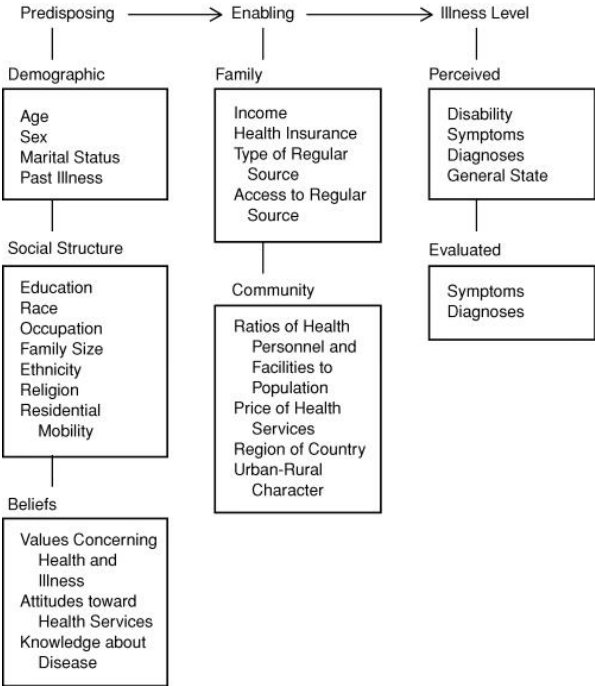 Predisposing
Enabling
Illness Level
Demographic
Age
Sex
Marital Status
Past Illness
Social Structure
Education
Race
Occupation
Family Size
Ethnicity
Religion
Residential
Mobility
Beliefs
Values Concerning
Health and
Illness
Attitudes toward
Health Services
Knowledge about
Disease
Family
Income
Health Insurance
Type of Regular
Source
Access to Regular
Source
Community
Ratios of Health
Personnel and
Facilities to
Population
Price of Health
Services
Region of Country
Urban-Rural
Character
Perceived
Disability
Symptoms
Diagnoses
General State
Evaluated
Symptoms
Diagnoses